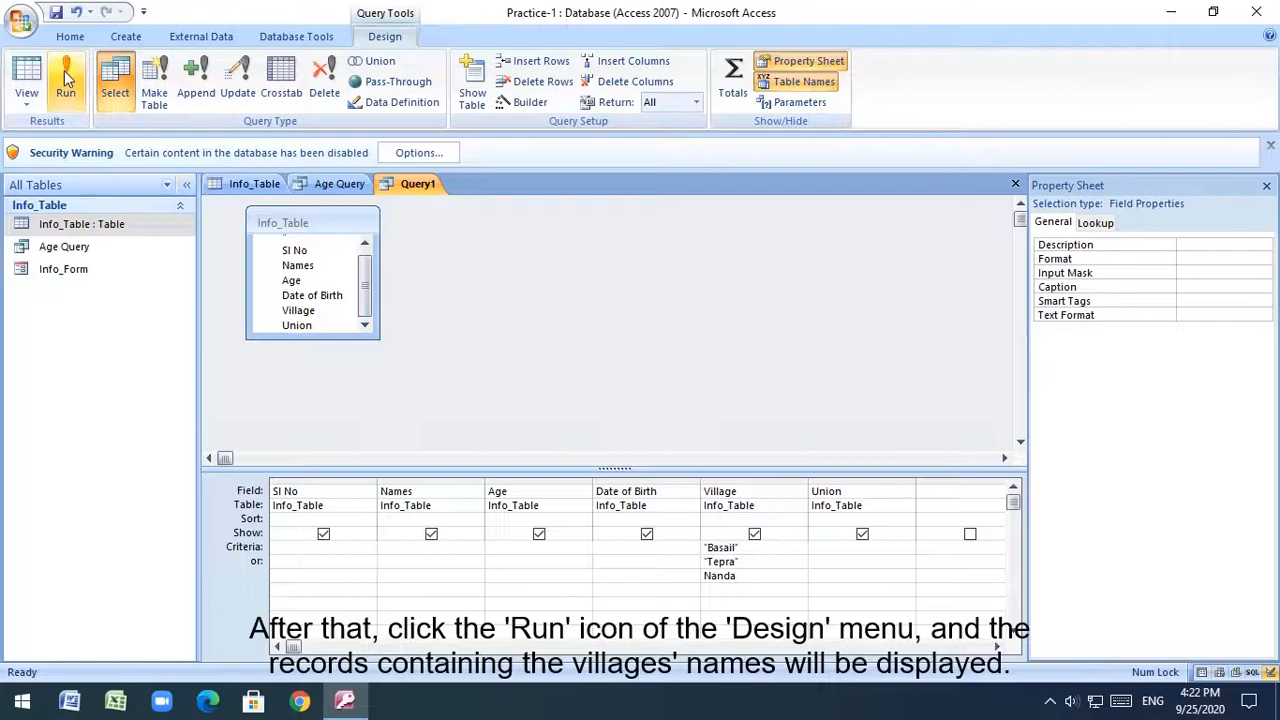 Query Tools
Practice-1 : Database (Access 2007) - Microsoft Access
Home Create External Data Database Tools Design
View Run Select Make Table Append Update Crosstab Delete
Union
Pass-Through
Data Definition
Show Table
Insert Rows
Delete Rows
Builder
Insert Columns
Delete Columns
Return: All
Totals
Property Sheet
Table Names
Parameters
Results Query Type Query Setup Show/Hide
Security Warning Certain content in the database has been disabled Options...
All Tables
Info_Table
Info_Table : Table
Age Query
Info_Form
Info_Table Age Query Query1
Info_Table
Sl No
Names
Age
Date of Birth
Village
Union
Property Sheet
Selection type: Field Properties
General Lookup
Description
Format
Input Mask
Caption
Smart Tags
Text Format
Field: Sl No Names Age Date of Birth Village Union
Table: Info_Table Info_Table Info_Table Info_Table Info_Table Info_Table
Sort:
Show:
Criteria: "Basail"
or: "Tepra"
Nanda
After that, click the 'Run' icon of the 'Design' menu, and the
records containing the villages' names will be displayed.
Ready
Num Lock
SQL
ENG
4:22 PM
9/25/2020